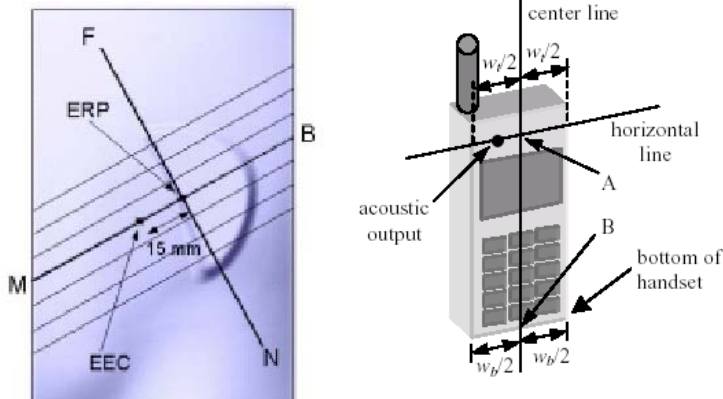 F
ERP
B
15 mm
M
EEC
N
center line
w_t/2 w_t/2
horizontal
line
A
acoustic
output
B
bottom of
handset
w_b/2 w_b/2